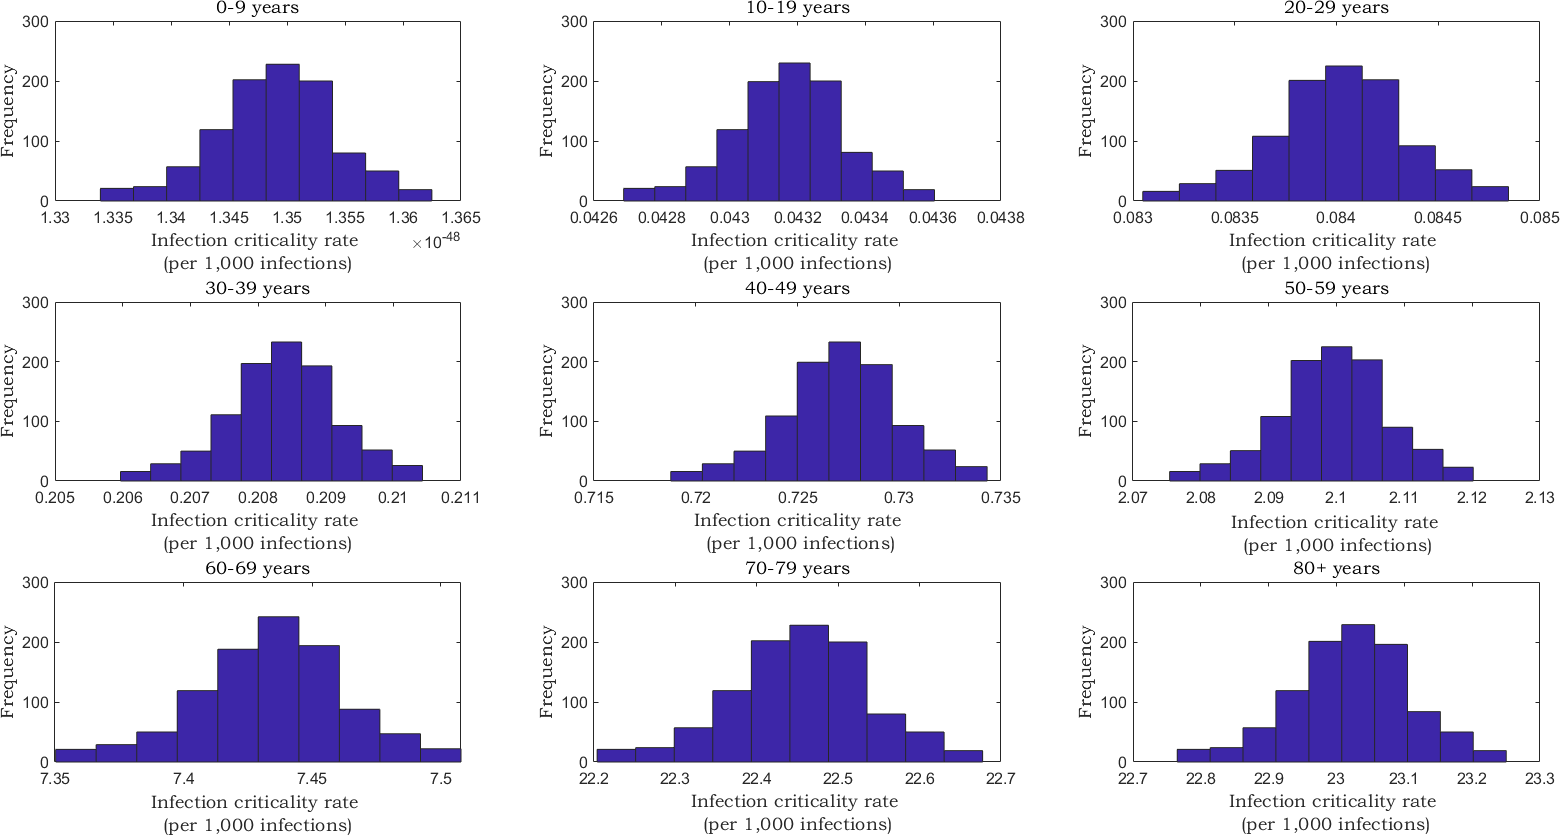 0-9 years
300
200
100
0
Frequency
1.33 1.335 1.34 1.345 1.35 1.355 1.36 1.365
×10-48
Infection criticality rate
(per 1,000 infections)
10-19 years
300
200
100
0
Frequency
0.0426 0.0428 0.043 0.0432 0.0434 0.0436 0.0438
Infection criticality rate
(per 1,000 infections)
20-29 years
300
200
100
0
Frequency
0.083 0.0835 0.084 0.0845 0.085
Infection criticality rate
(per 1,000 infections)
30-39 years
300
200
100
0
Frequency
0.205 0.206 0.207 0.208 0.209 0.21 0.211
Infection criticality rate
(per 1,000 infections)
40-49 years
300
200
100
0
Frequency
0.715 0.72 0.725 0.73 0.735
Infection criticality rate
(per 1,000 infections)
50-59 years
300
200
100
0
Frequency
2.07 2.08 2.09 2.1 2.11 2.12 2.13
Infection criticality rate
(per 1,000 infections)
60-69 years
300
200
100
0
Frequency
7.35 7.4 7.45 7.5
Infection criticality rate
(per 1,000 infections)
70-79 years
300
200
100
0
Frequency
22.2 22.3 22.4 22.5 22.6 22.7
Infection criticality rate
(per 1,000 infections)
80+ years
300
200
100
0
Frequency
22.7 22.8 22.9 23 23.1 23.2 23.3
Infection criticality rate
(per 1,000 infections)